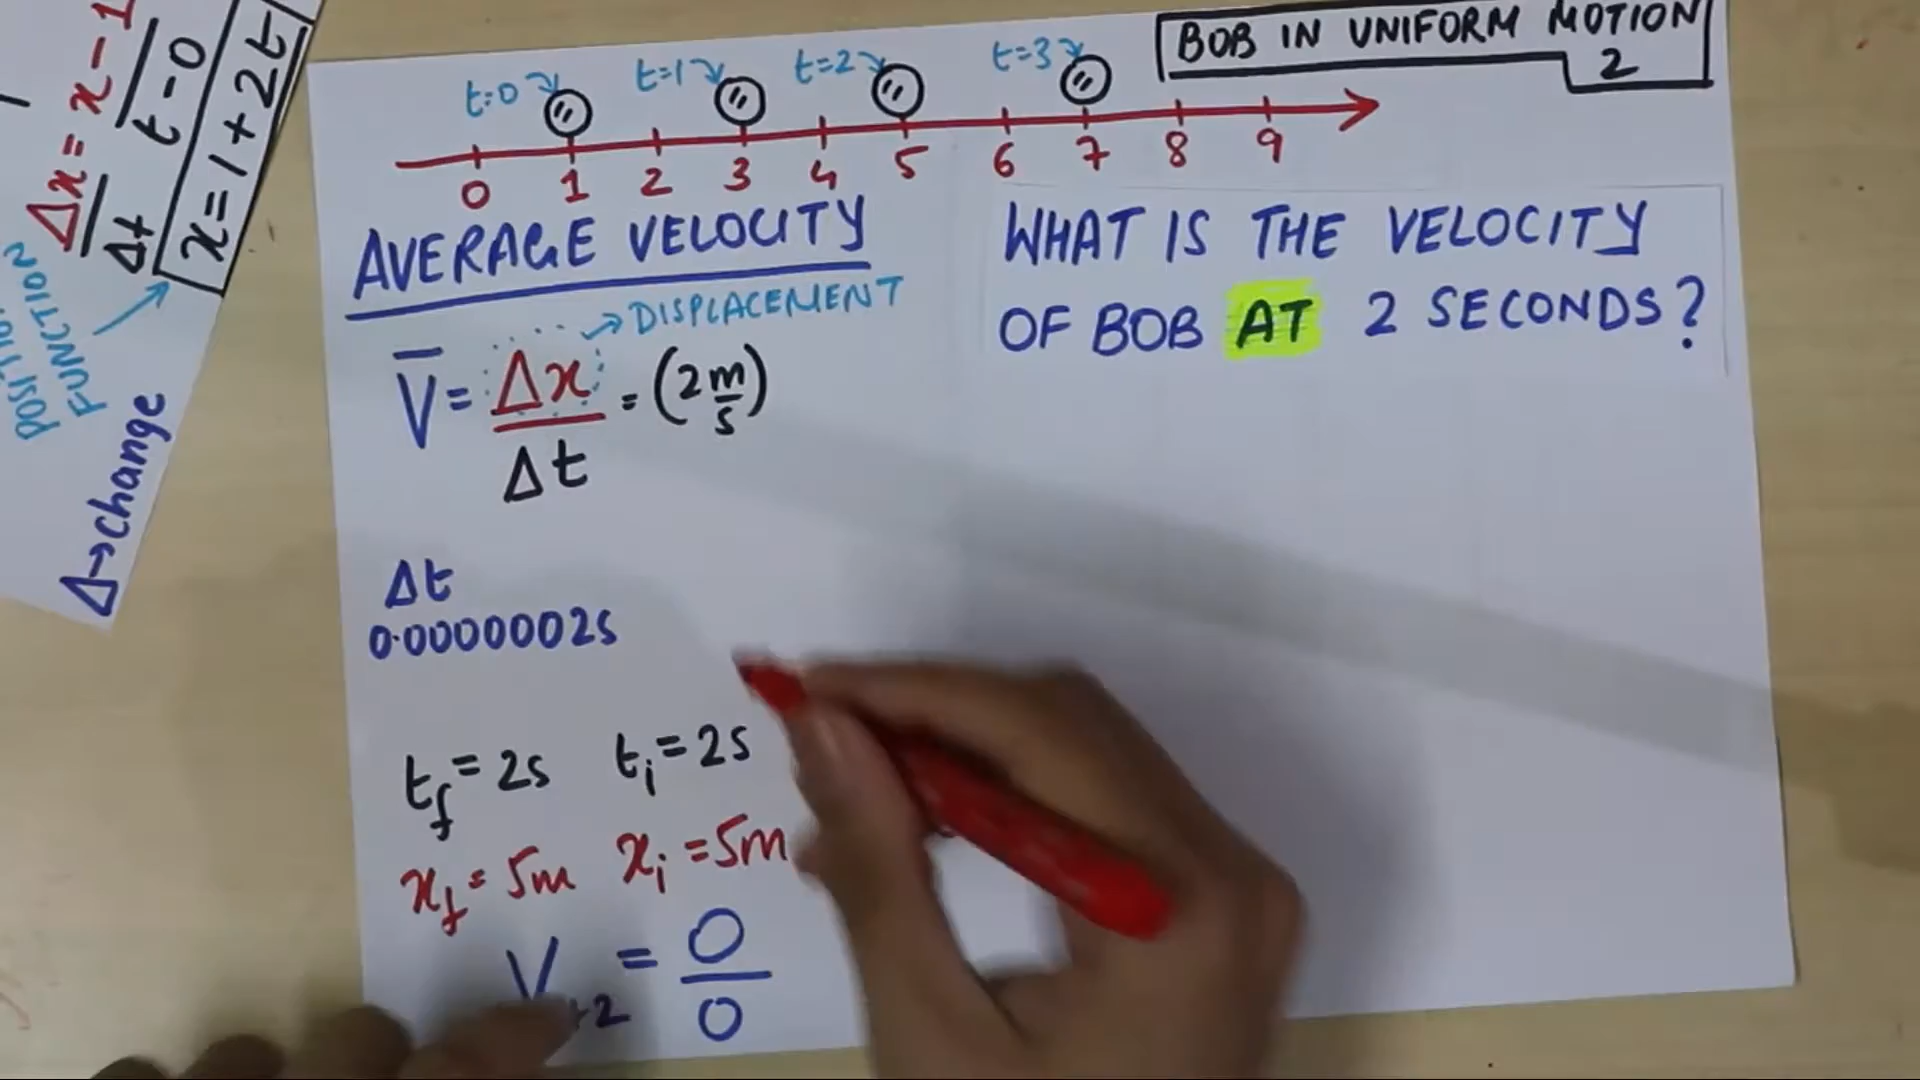 BOB IN UNIFORM MOTION
2
t=0 t=1 t=2 t=3
0 1 2 3 4 5 6 7 8 9
AVERAGE VELOCITY
DISPLACEMENT
V̅ = Δx/Δt = (2 m/s)
Δt
0.0000002s
t_f = 2s t_i = 2s
x_f = 5m x_i = 5m
V = 0/0
WHAT IS THE VELOCITY
OF BOB AT 2 SECONDS?
Δx = x - 1
Δt t - 0
x = 1 + 2t
FUNCTION
Δ→change